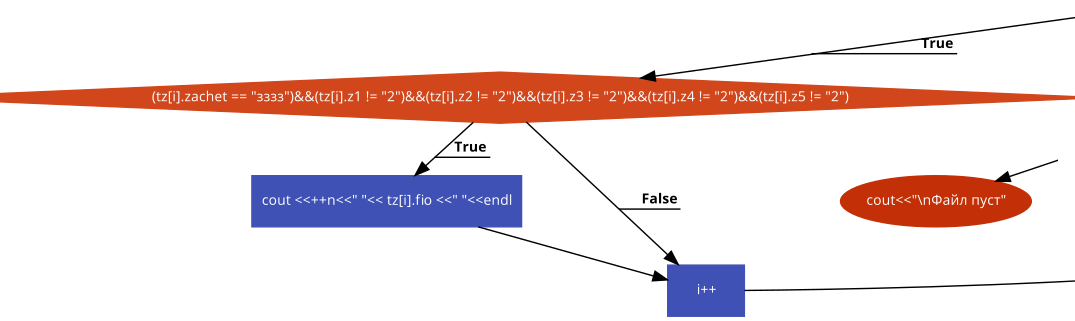 True
(tz[i].zachet == "зззз")&&(tz[i].z1 != "2")&&(tz[i].z2 != "2")&&(tz[i].z3 != "2")&&(tz[i].z4 != "2")&&(tz[i].z5 != "2")
True
cout <<++n<<" "<< tz[i].fio <<" "<<endl
False
cout<<"\nФайл пуст"
i++